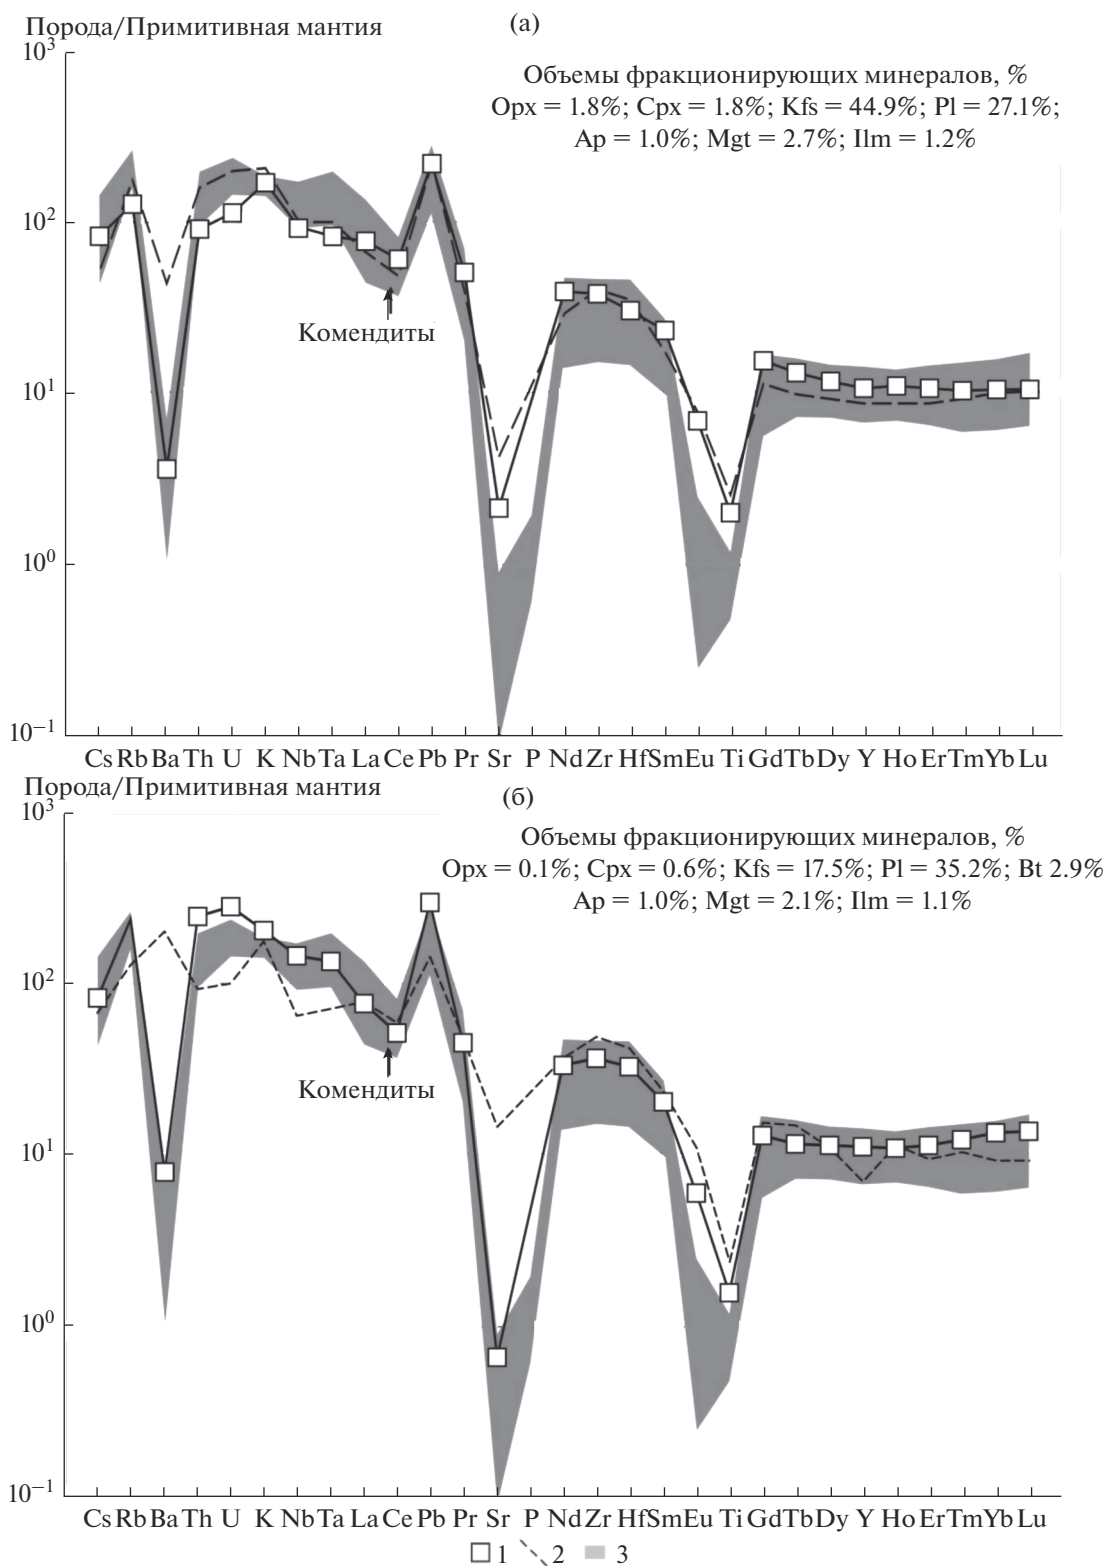 Порода/Примитивная мантия
(а)
10³
Объемы фракционирующих минералов, %
Opx = 1.8%; Cpx = 1.8%; Kfs = 44.9%; Pl = 27.1%;
Ap = 1.0%; Mgt = 2.7%; Ilm = 1.2%
10²
Комендиты
10¹
10⁰
10⁻¹
Cs Rb Ba Th U K Nb Ta La Ce Pb Pr Sr P Nd Zr Hf Sm Eu Ti Gd Tb Dy Y Ho Er Tm Yb Lu
Порода/Примитивная мантия
(б)
10³
Объемы фракционирующих минералов, %
Opx = 0.1%; Cpx = 0.6%; Kfs = 17.5%; Pl = 35.2%; Bt 2.9%
Ap = 1.0%; Mgt = 2.1%; Ilm = 1.1%
10²
Комендиты
10¹
10⁰
10⁻¹
Cs Rb Ba Th U K Nb Ta La Ce Pb Pr Sr P Nd Zr Hf Sm Eu Ti Gd Tb Dy Y Ho Er Tm Yb Lu
1 2 3